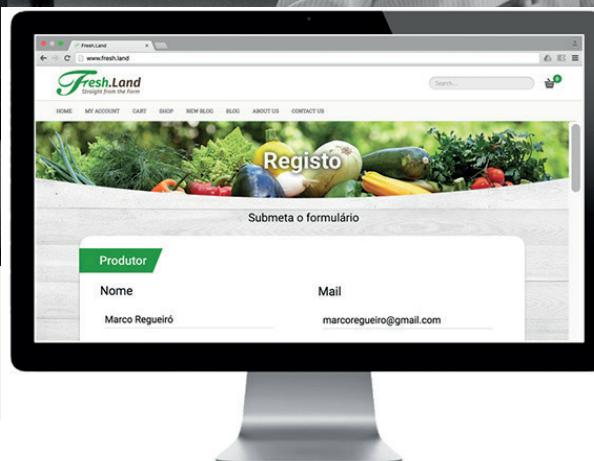 Fresh.Land
www.fresh.land
Fresh.Land
Straight from the Farm
Search...
0
HOME MY ACCOUNT CART SHOP NEW BLOG BLOG ABOUT US CONTACT US
Registo
Submeta o formulário
Produtor
Nome Mail
Marco Regueiró marcoregueiro@gmail.com